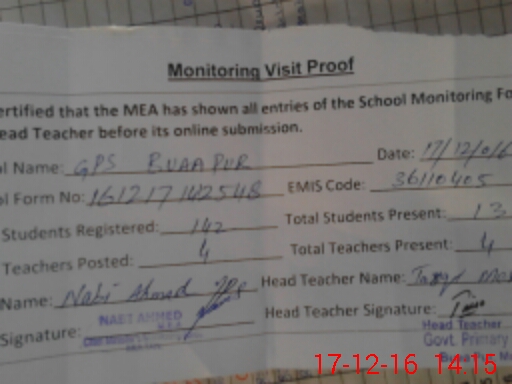 Monitoring Visit Proof
ertified that the MEA has shown all entries of the School Monitoring Fo
ead Teacher before its online submission.
ol Name: GPS BUAAPUR Date: 17/12/016
ol Form No: 161217142548 EMIS Code: 36110405
Students Registered: 142 Total Students Present: 13
Teachers Posted: 4 Total Teachers Present: 4
Name: Nabi Ahmed Head Teacher Name:
Signature: Head Teacher Signature:
NABI AHMED
M.E.A
Head Teacher
Govt. Primary
17-12-16 14.15